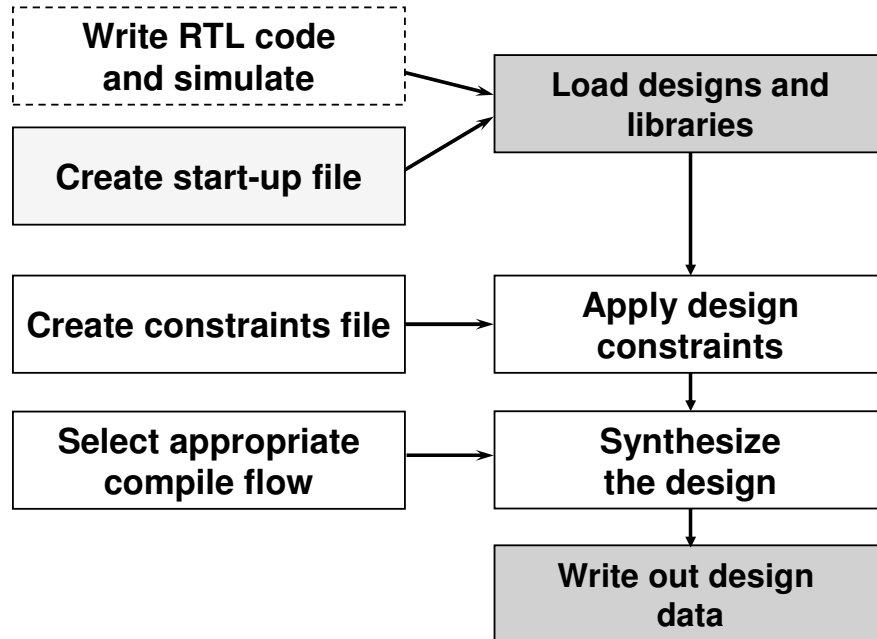 Write RTL code
and simulate
Load designs and
libraries
Create start-up file
Create constraints file
Apply design
constraints
Select appropriate
compile flow
Synthesize
the design
Write out design
data